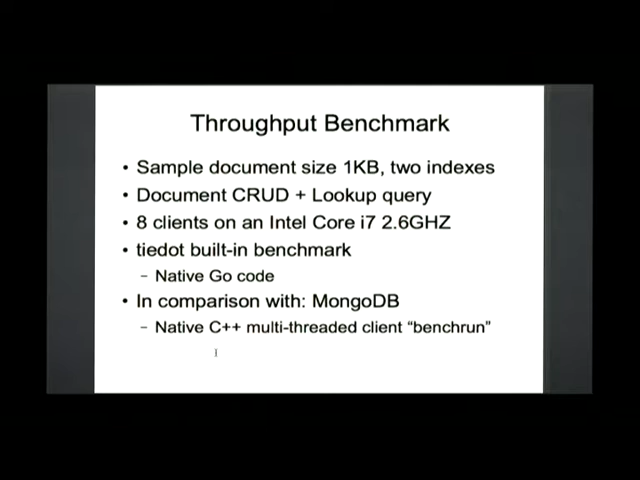 Throughput Benchmark
• Sample document size 1KB, two indexes
• Document CRUD + Lookup query
• 8 clients on an Intel Core i7 2.6GHZ
• tiedot built-in benchmark
– Native Go code
• In comparison with: MongoDB
– Native C++ multi-threaded client “benchrun”